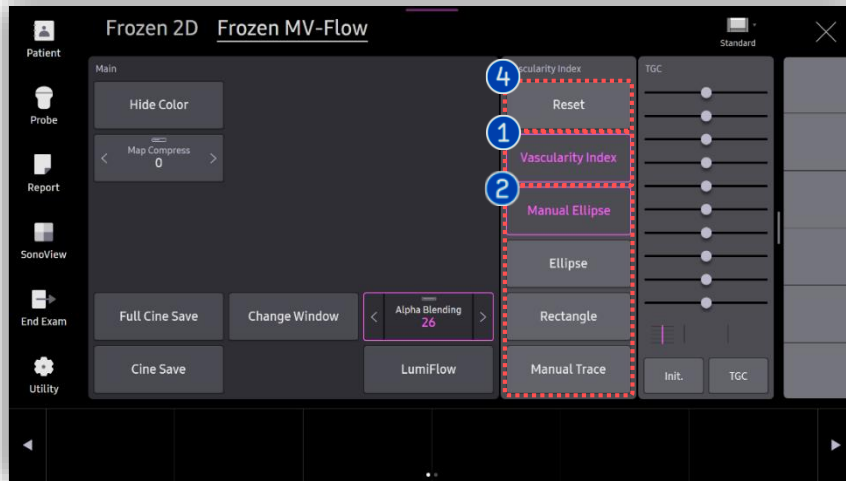 Patient
Probe
Report
SonoView
End Exam
Utility
Frozen 2D
Frozen MV-Flow
Standard
Main
Hide Color
Map Compress
0
Full Cine Save
Change Window
Alpha Blending
26
Cine Save
LumiFlow
scularity Index
4
Reset
1
Vascularity Index
2
Manual Ellipse
Ellipse
Rectangle
Manual Trace
TGC
Init.
TGC